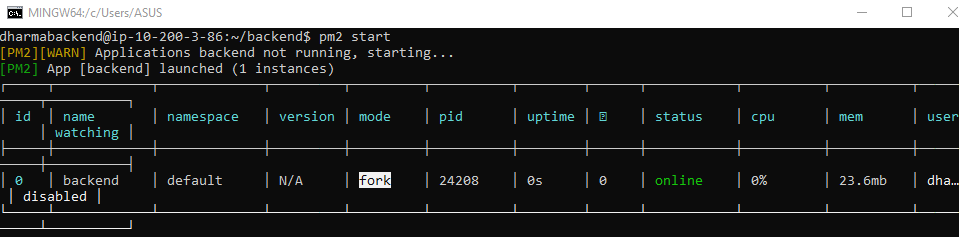 MINGW64:/c/Users/ASUS
dharmabackend@ip-10-200-3-86:~/backend$ pm2 start
[PM2][WARN] Applications backend not running, starting...
[PM2] App [backend] launched (1 instances)
│ id │ name │ namespace │ version │ mode │ pid │ uptime │ │ status │ cpu │ mem │ user
│ watching │
│ 0 │ backend │ default │ N/A │ fork │ 24208 │ 0s │ 0 │ online │ 0% │ 23.6mb │ dha…
│ disabled │